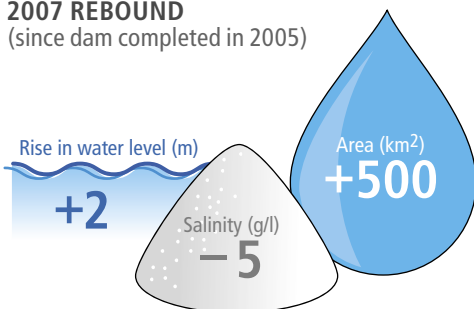 2007 REBOUND
(since dam completed in 2005)
Rise in water level (m)
+2
Salinity (g/l)
−5
Area (km²)
+500